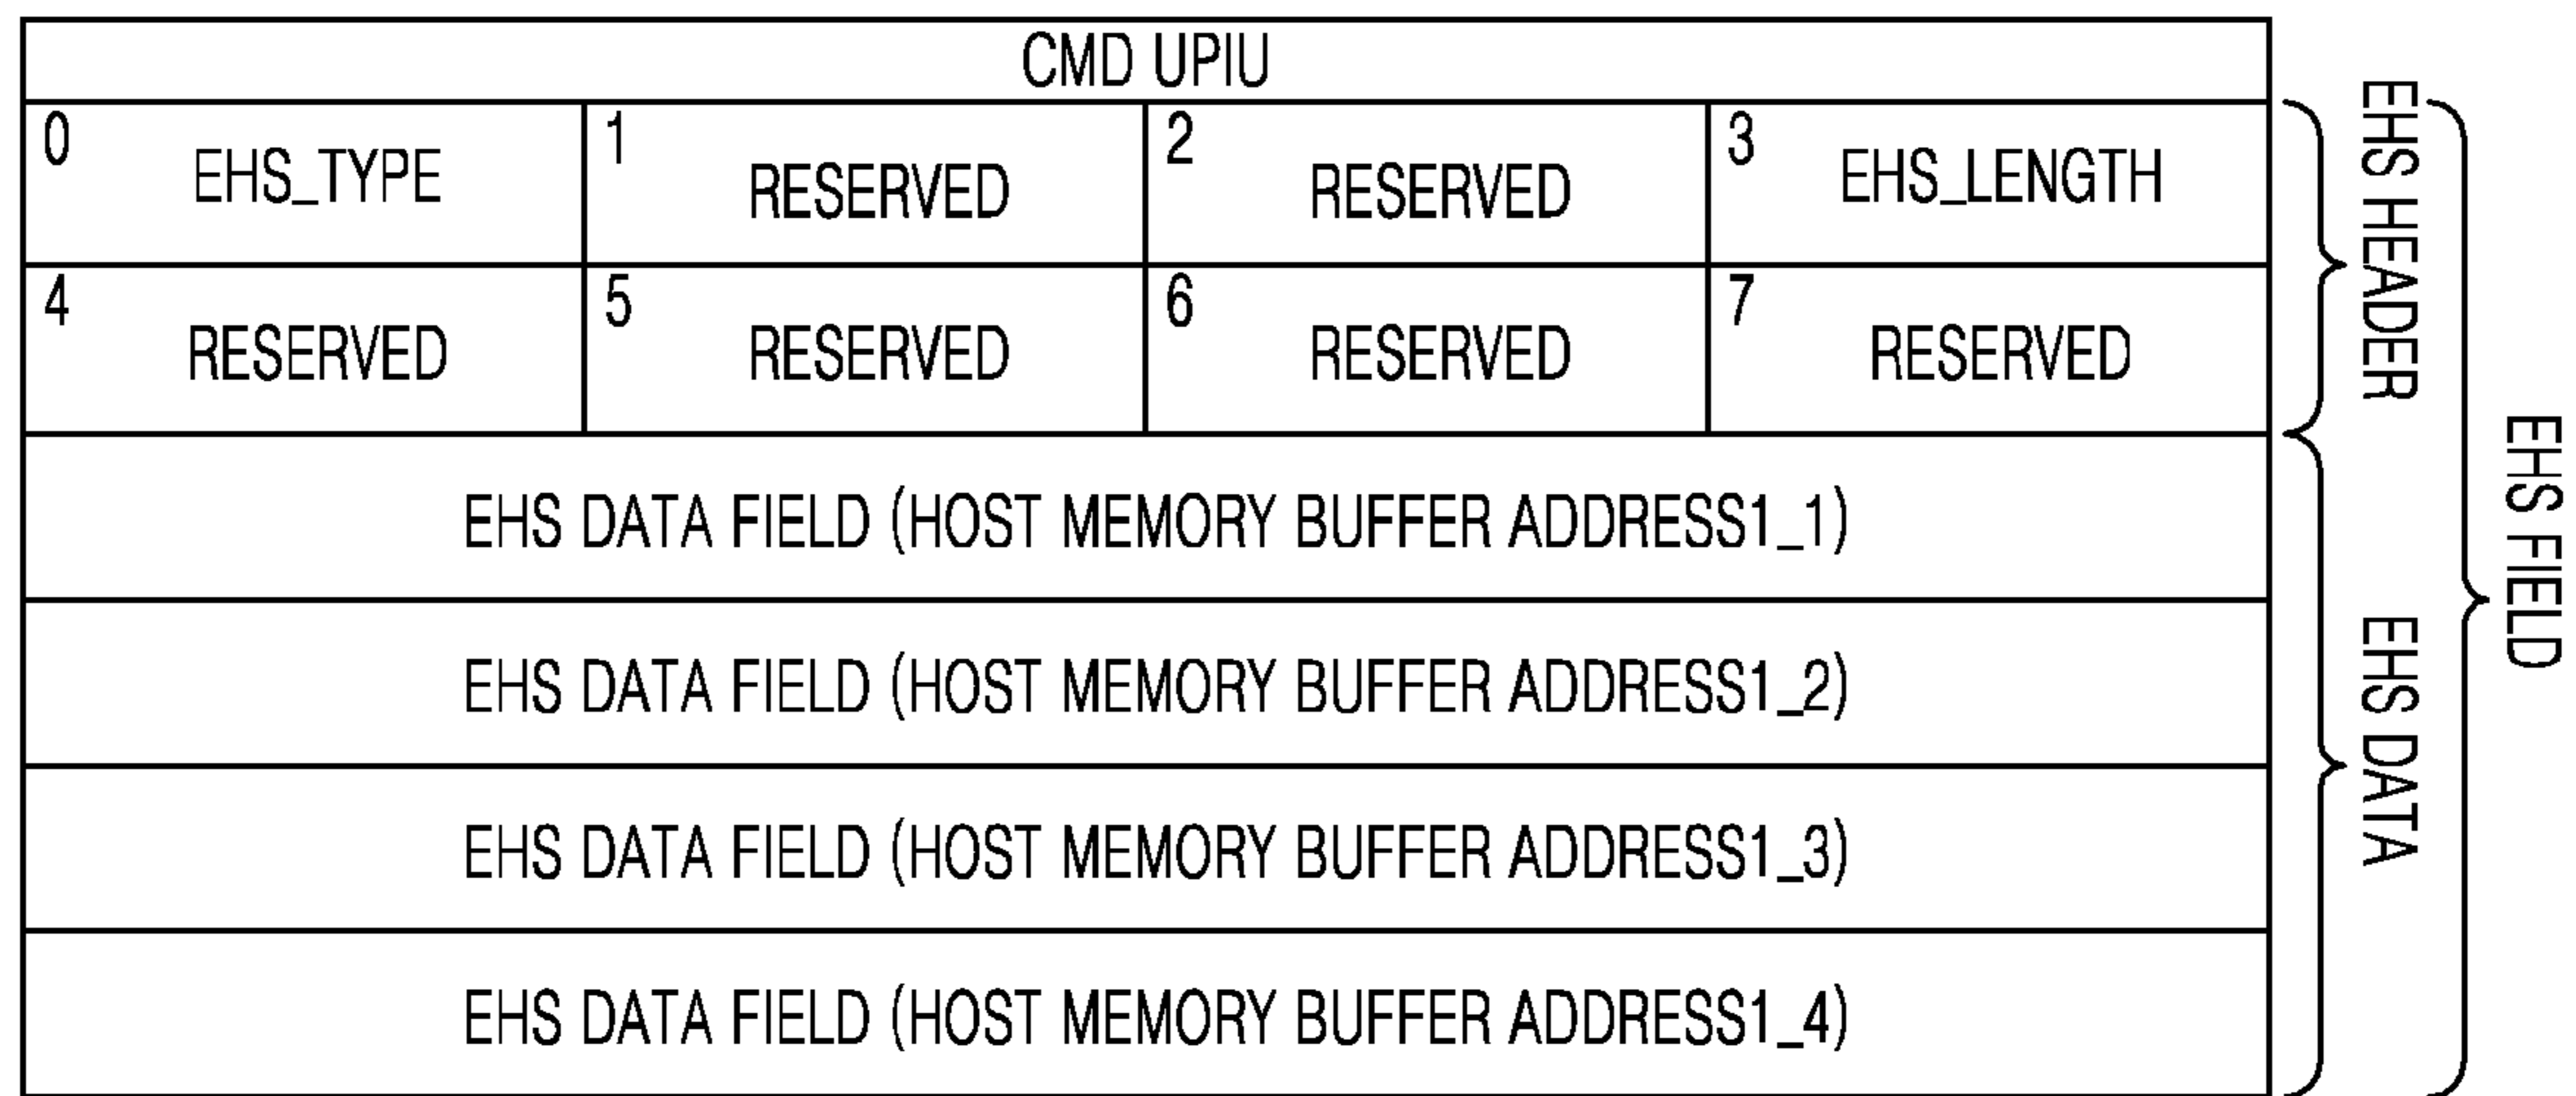 CMD UPIU
0 EHS_TYPE 1 RESERVED 2 RESERVED 3 EHS_LENGTH
4 RESERVED 5 RESERVED 6 RESERVED 7 RESERVED
EHS DATA FIELD (HOST MEMORY BUFFER ADDRESS1_1)
EHS DATA FIELD (HOST MEMORY BUFFER ADDRESS1_2)
EHS DATA FIELD (HOST MEMORY BUFFER ADDRESS1_3)
EHS DATA FIELD (HOST MEMORY BUFFER ADDRESS1_4)
EHS HEADER
EHS DATA
EHS FIELD